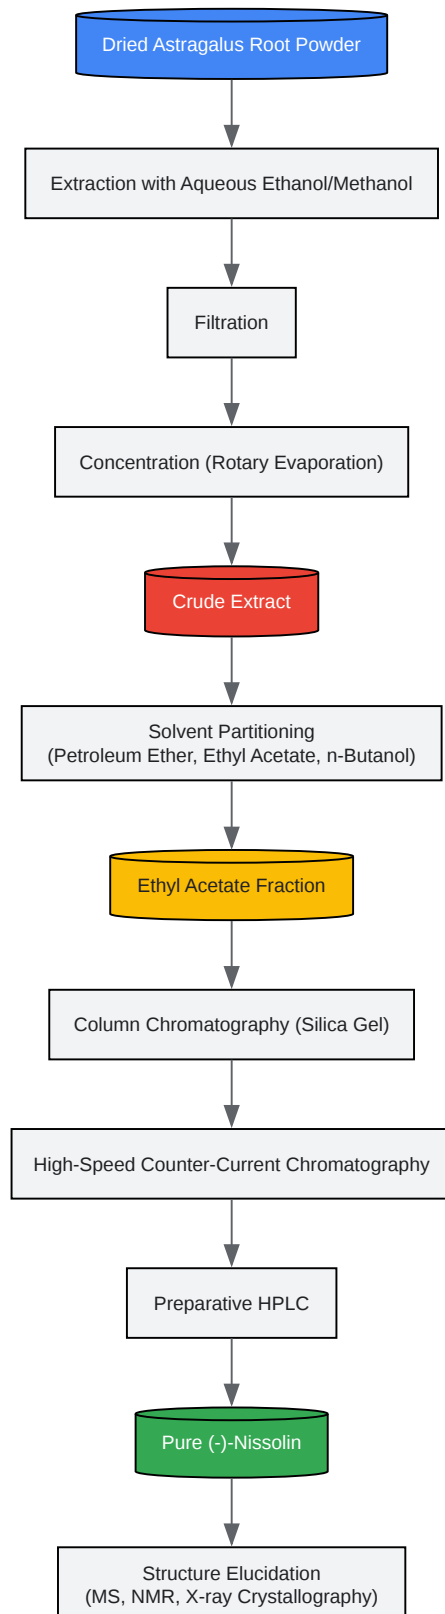 Dried Astragalus Root Powder
Extraction with Aqueous Ethanol/Methanol
Filtration
Concentration (Rotary Evaporation)
Crude Extract
Solvent Partitioning
(Petroleum Ether, Ethyl Acetate, n-Butanol)
Ethyl Acetate Fraction
Column Chromatography (Silica Gel)
High-Speed Counter-Current Chromatography
Preparative HPLC
Pure (-)-Nissolin
Structure Elucidation
(MS, NMR, X-ray Crystallography)